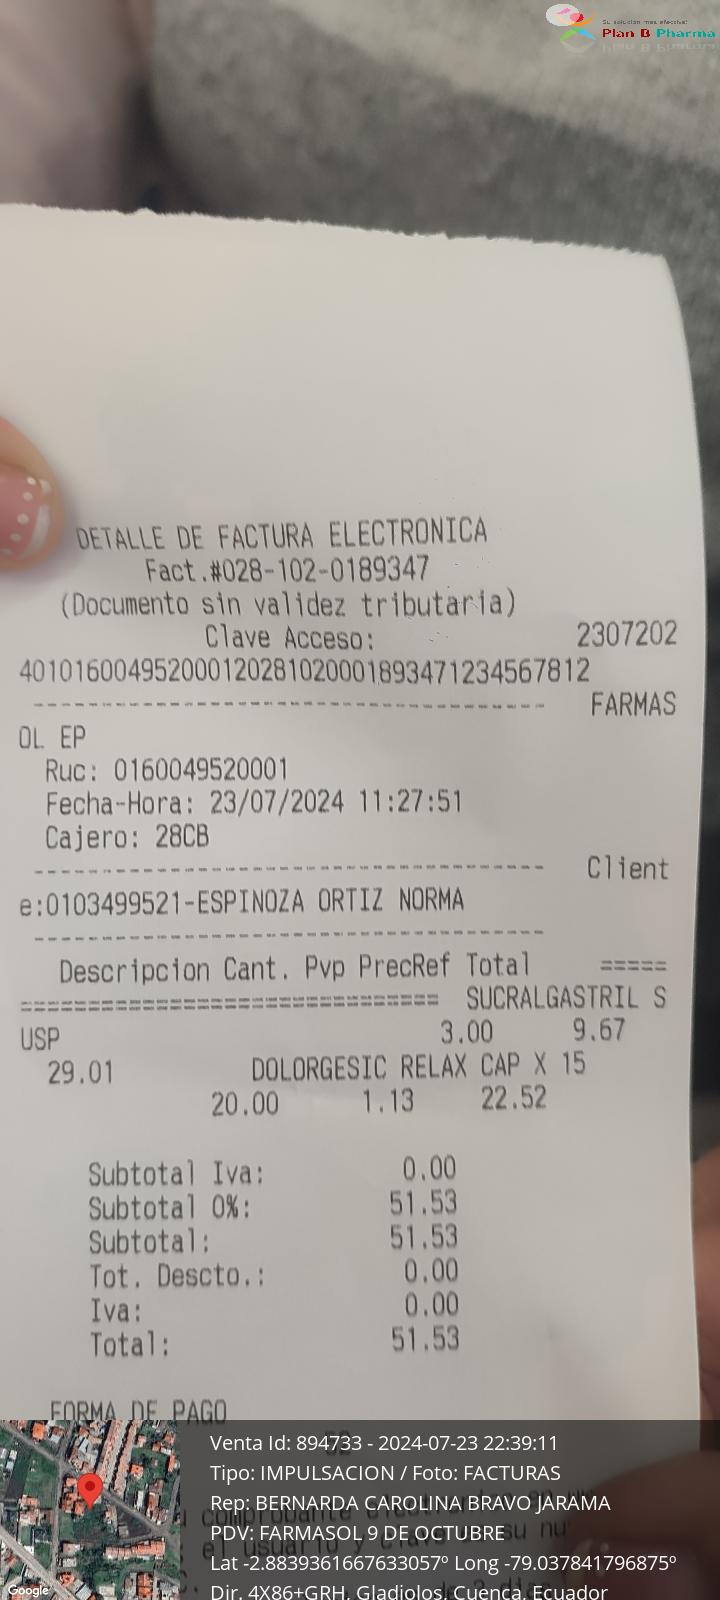 Su solución más efectiva!
Plan B Pharma
DETALLE DE FACTURA ELECTRONICA
Fact.#028-102-0189347
(Documento sin validez tributaria)
Clave Acceso: 2307202
401016004952000120281020001893471234567812
---------------------------------------- FARMAS
OL EP
Ruc: 0160049520001
Fecha-Hora: 23/07/2024 11:27:51
Cajero: 28CB
---------------------------------------- Client
e:0103499521-ESPINOZA ORTIZ NORMA
----------------------------------------
Descripcion Cant. Pvp PrecRef Total =====
=============================== SUCRALGASTRIL S
USP 3.00 9.67
29.01 DOLORGESIC RELAX CAP X 15
20.00 1.13 22.52
Subtotal Iva: 0.00
Subtotal 0%: 51.53
Subtotal: 51.53
Tot. Descto.: 0.00
Iva: 0.00
Total: 51.53
FORMA DE PAGO
Venta Id: 894733 - 2024-07-23 22:39:11
Tipo: IMPULSACION / Foto: FACTURAS
Rep: BERNARDA CAROLINA BRAVO JARAMA
PDV: FARMASOL 9 DE OCTUBRE
Lat -2.8839361667633057º Long -79.037841796875º
Dir. 4X86+GRH, Gladiolos, Cuenca, Ecuador
Google